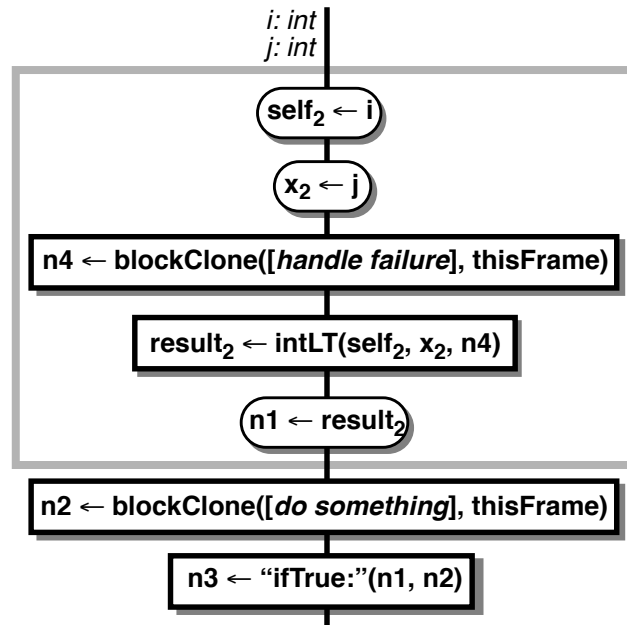 i: int
j: int
self₂ ← i
x₂ ← j
n4 ← blockClone([handle failure], thisFrame)
result₂ ← intLT(self₂, x₂, n4)
n1 ← result₂
n2 ← blockClone([do something], thisFrame)
n3 ← “ifTrue:”(n1, n2)